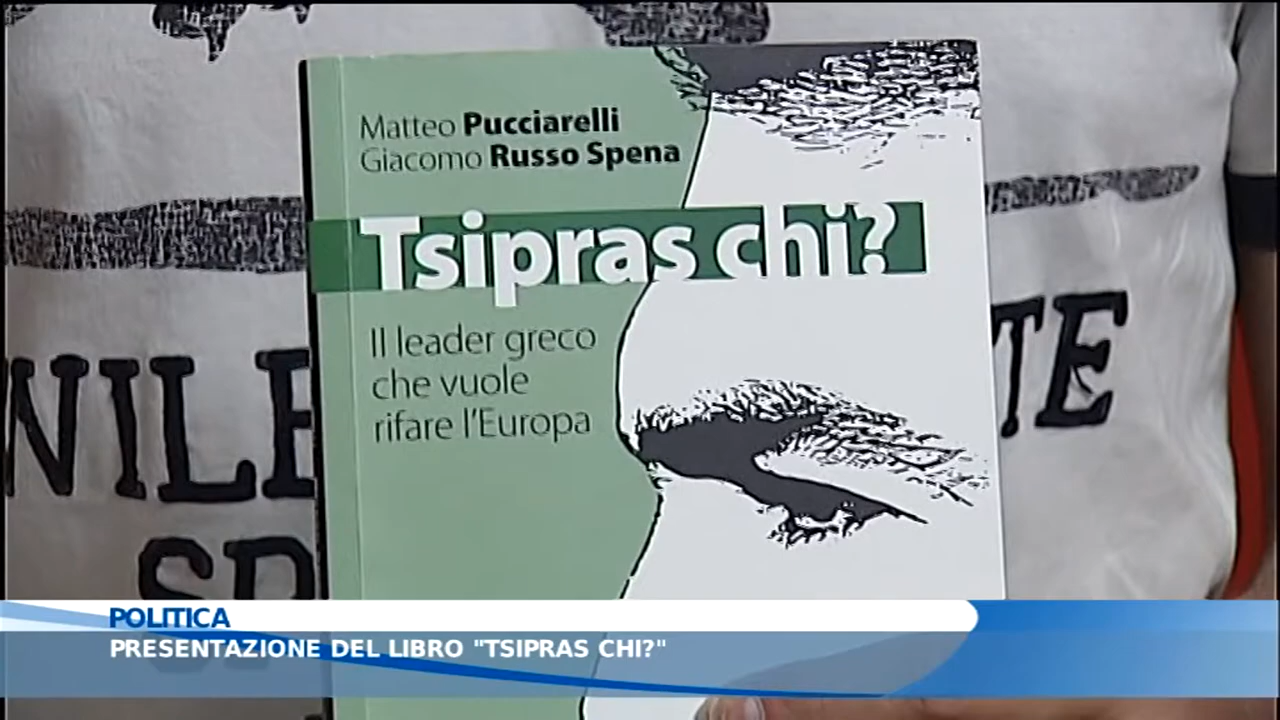 Matteo Pucciarelli
Giacomo Russo Spena
Tsipras chi?
Il leader greco
che vuole
rifare l'Europa
POLITICA
PRESENTAZIONE DEL LIBRO "TSIPRAS CHI?"